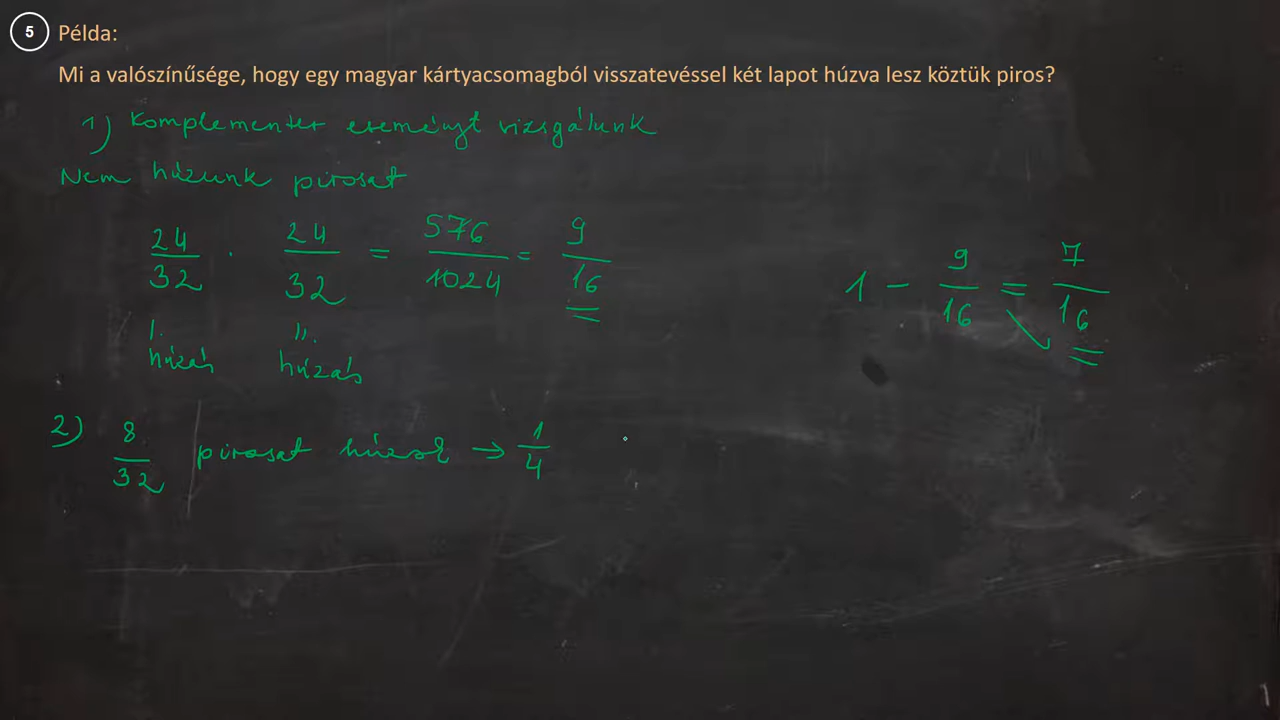 5 Példa:
Mi a valószínűsége, hogy egy magyar kártyacsomagból visszatevéssel két lapot húzva lesz köztük piros?
1) Komplementer eseményt vizsgálunk
Nem húzunk pirosat
24/32 · 24/32 = 576/1024 = 9/16
I. húzás II. húzás
1 - 9/16 = 7/16
2) 8/32 pirosat húzok → 1/4